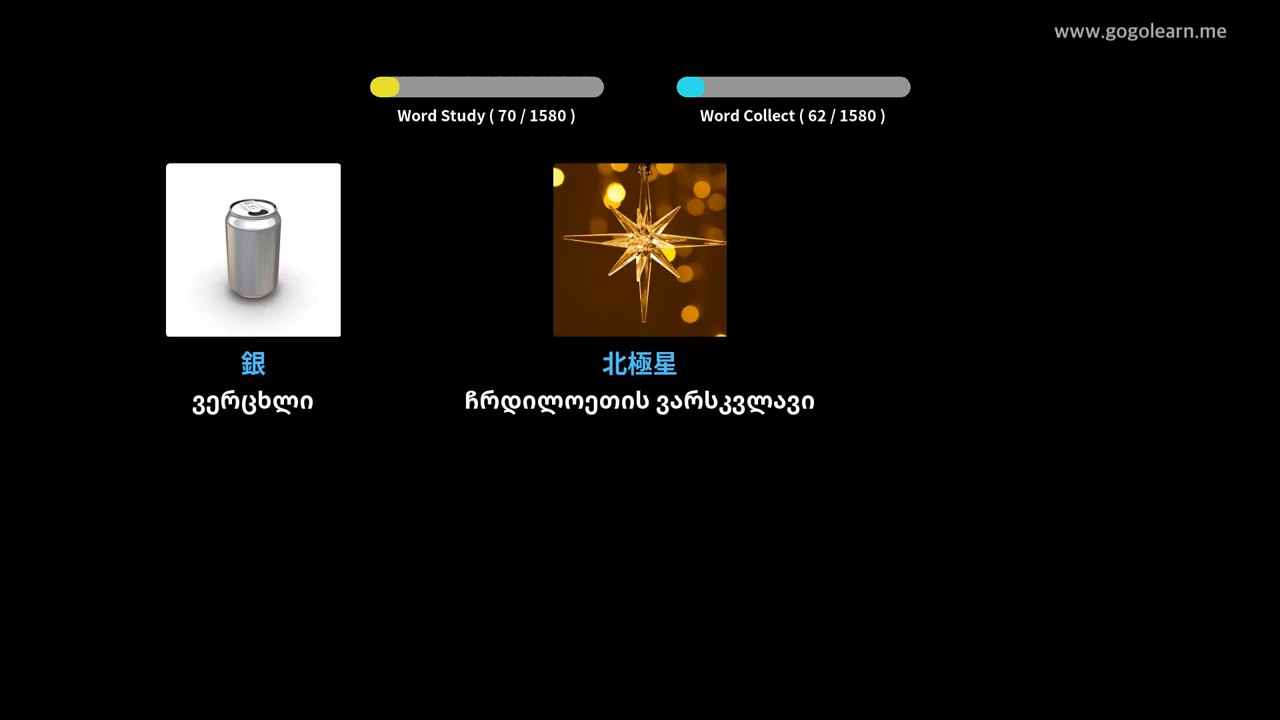 www.gogolearn.me
Word Study ( 70 / 1580 )
Word Collect ( 62 / 1580 )
銀
ვერცხლი
北極星
ჩრდილოეთის ვარსკვლავი